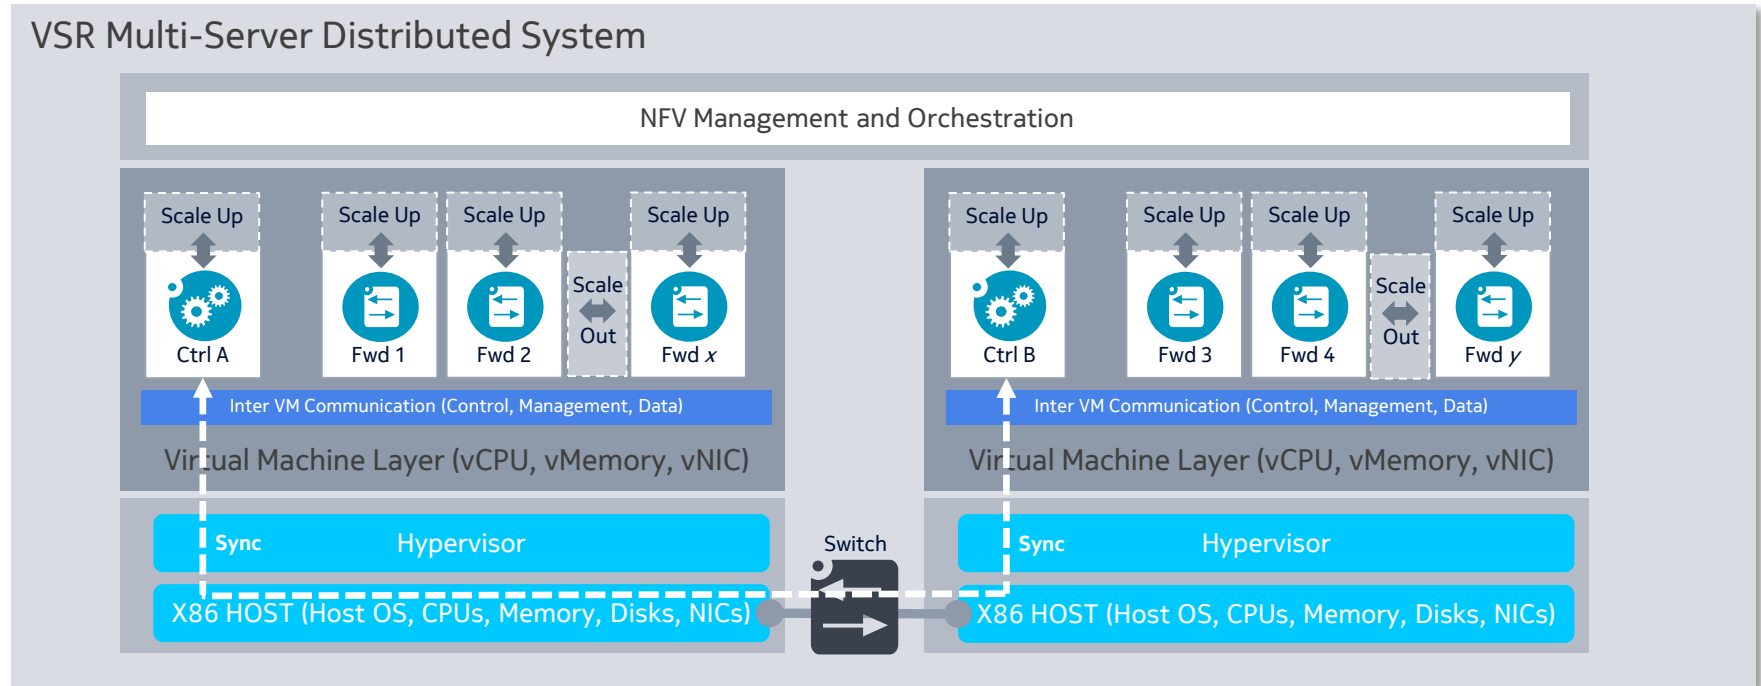 VSR Multi-Server Distributed System
NFV Management and Orchestration
Scale Up
Scale Up
Scale Up
Scale Up
Scale
Out
Ctrl A
Fwd 1
Fwd 2
Fwd x
Inter VM Communication (Control, Management, Data)
Virtual Machine Layer (vCPU, vMemory, vNIC)
Sync
Hypervisor
X86 HOST (Host OS, CPUs, Memory, Disks, NICs)
Switch
Scale Up
Scale Up
Scale Up
Scale Up
Scale
Out
Ctrl B
Fwd 3
Fwd 4
Fwd y
Inter VM Communication (Control, Management, Data)
Virtual Machine Layer (vCPU, vMemory, vNIC)
Sync
Hypervisor
X86 HOST (Host OS, CPUs, Memory, Disks, NICs)